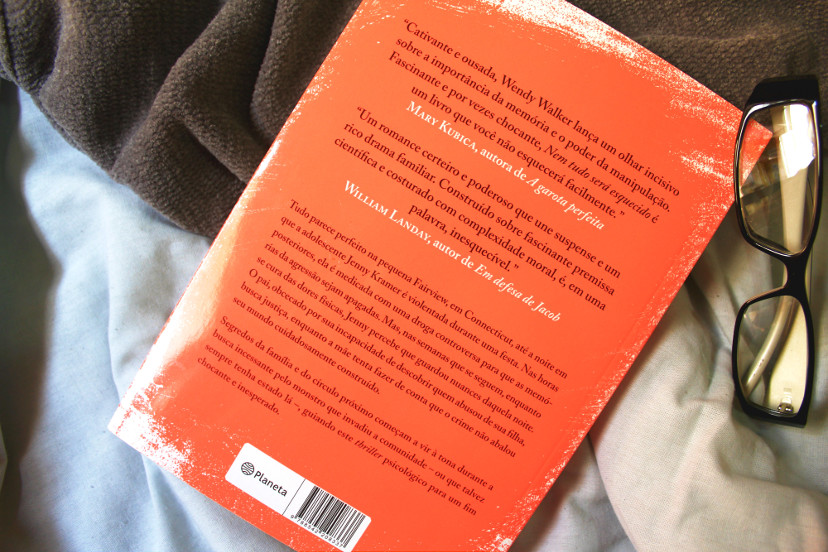 “Cativante e ousada, Wendy Walker lança um olhar incisivo
sobre a importância da memória e o poder da manipulação.
Fascinante e por vezes chocante, Nem tudo será esquecido é
um livro que você não esquecerá facilmente.”
MARY KUBICA, autora de A garota perfeita
“Um romance certeiro e poderoso que une suspense e um
rico drama familiar. Construído sobre fascinante premissa
científica e costurado com complexidade moral, é, em uma
palavra, inesquecível.”
WILLIAM LANDAY, autor de Em defesa de Jacob
Tudo parece perfeito na pequena Fairview, em Connecticut, até a noite em
que a adolescente Jenny Kramer é violentada durante uma festa. Nas horas
posteriores, ela é medicada com uma droga controversa para que as memó-
rias da agressão sejam apagadas. Mas, nas semanas que se seguem, enquanto
se cura das dores físicas, Jenny percebe que guardou nuances daquela noite.
O pai, obcecado por sua incapacidade de descobrir quem abusou de sua filha,
busca justiça, enquanto a mãe tenta fazer de conta que o crime não abalou
seu mundo cuidadosamente construído.
Segredos da família e do círculo próximo começam a vir à tona durante a
busca incessante pelo monstro que invadiu a comunidade – ou que talvez
sempre tenha estado lá –, guiando este thriller psicológico para um fim
chocante e inesperado.
Planeta